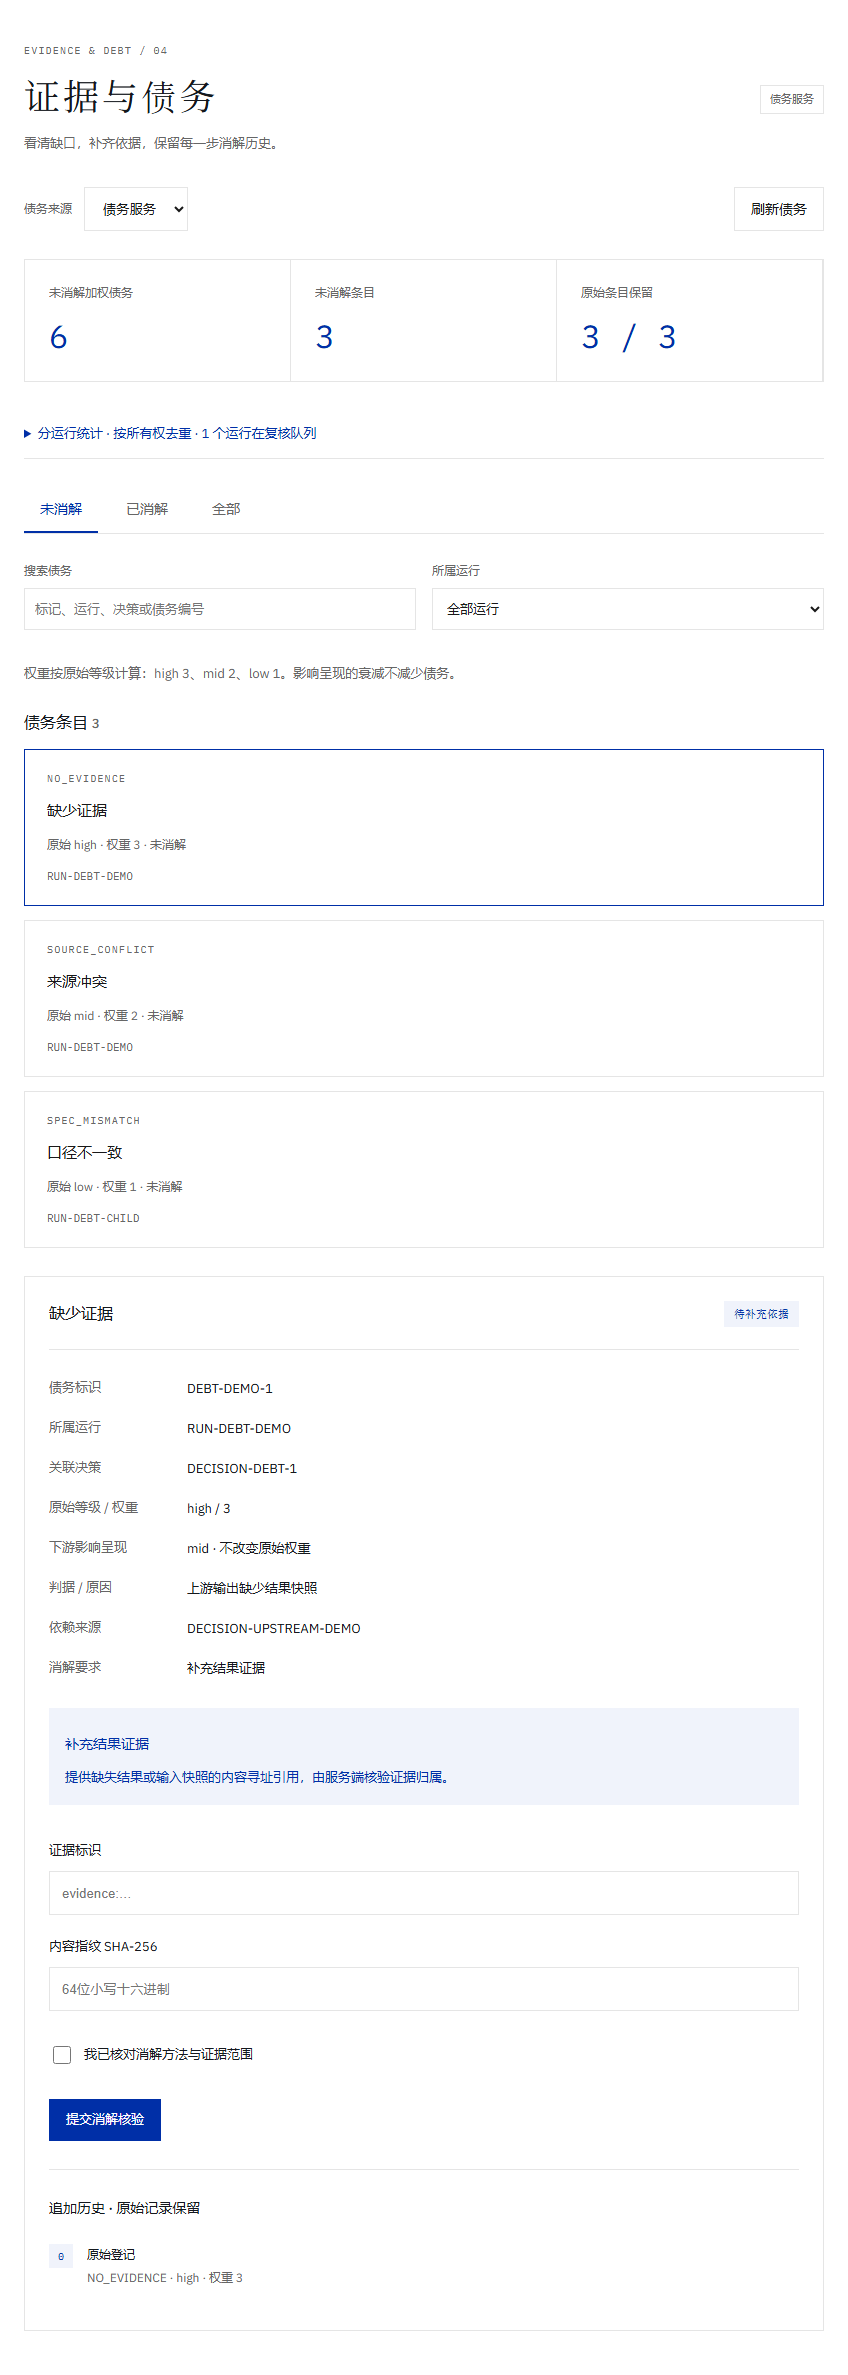 EVIDENCE & DEBT / 04
证据与债务
债务服务
看清缺口，补齐依据，保留每一步消解历史。
债务来源
债务服务
刷新债务
未消解加权债务
6
未消解条目
3
原始条目保留
3 / 3
分运行统计 · 按所有权去重 · 1 个运行在复核队列
未消解
已消解
全部
搜索债务
标记、运行、决策或债务编号
所属运行
全部运行
权重按原始等级计算：high 3、mid 2、low 1。影响呈现的衰减不减少债务。
债务条目 3
NO_EVIDENCE
缺少证据
原始 high · 权重 3 · 未消解
RUN-DEBT-DEMO
SOURCE_CONFLICT
来源冲突
原始 mid · 权重 2 · 未消解
RUN-DEBT-DEMO
SPEC_MISMATCH
口径不一致
原始 low · 权重 1 · 未消解
RUN-DEBT-CHILD
缺少证据
待补充依据
债务标识 DEBT-DEMO-1
所属运行 RUN-DEBT-DEMO
关联决策 DECISION-DEBT-1
原始等级 / 权重 high / 3
下游影响呈现 mid · 不改变原始权重
判据 / 原因 上游输出缺少结果快照
依赖来源 DECISION-UPSTREAM-DEMO
消解要求 补充结果证据
补充结果证据
提供缺失结果或输入快照的内容寻址引用，由服务端核验证据归属。
证据标识
evidence:...
内容指纹 SHA-256
64位小写十六进制
我已核对消解方法与证据范围
提交消解核验
追加历史 · 原始记录保留
0
原始登记
NO_EVIDENCE · high · 权重 3